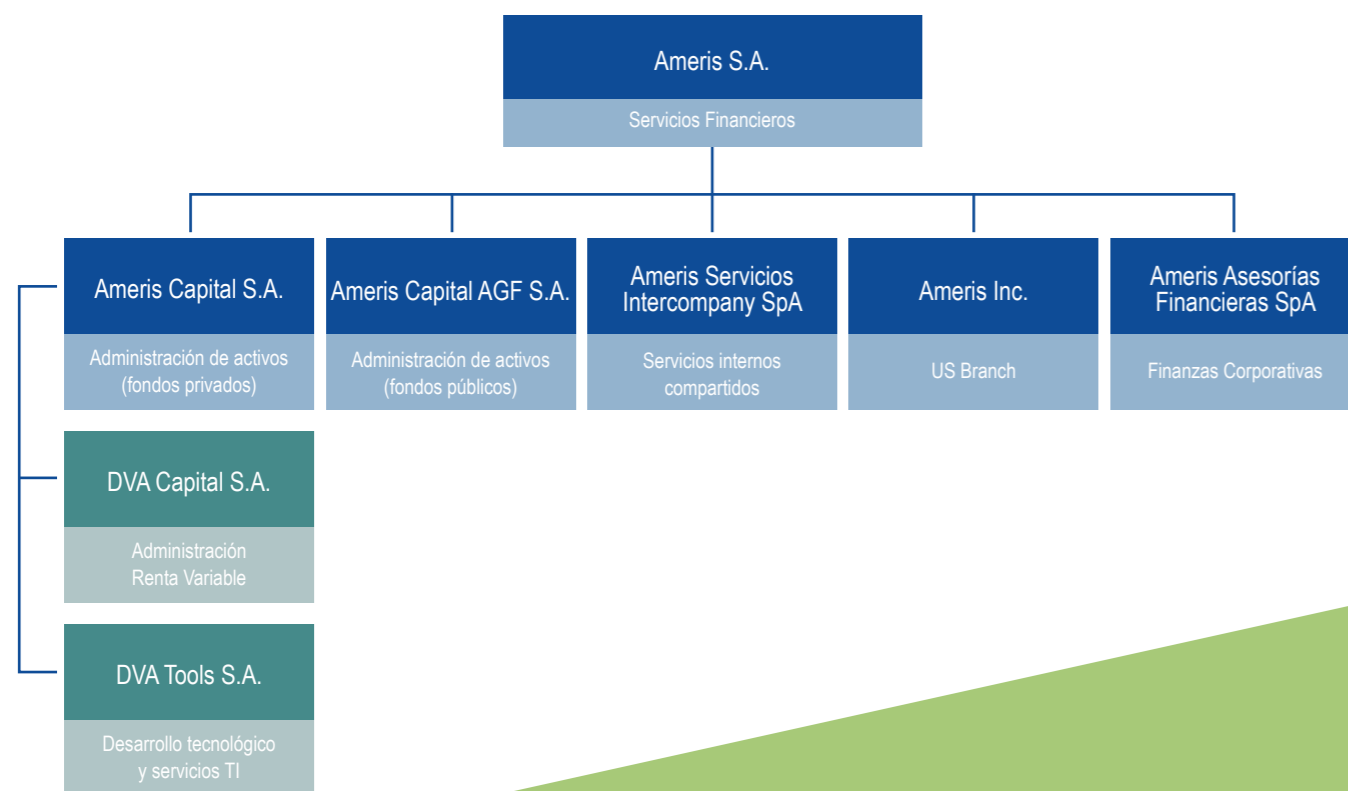 Ameris S.A.
Servicios Financieros
Ameris Capital S.A.
Administración de activos
(fondos privados)
Ameris Capital AGF S.A.
Administración de activos
(fondos públicos)
Ameris Servicios
Intercompany SpA
Servicios internos
compartidos
Ameris Inc.
US Branch
Ameris Asesorías
Financieras SpA
Finanzas Corporativas
DVA Capital S.A.
Administración
Renta Variable
DVA Tools S.A.
Desarrollo tecnológico
y servicios TI